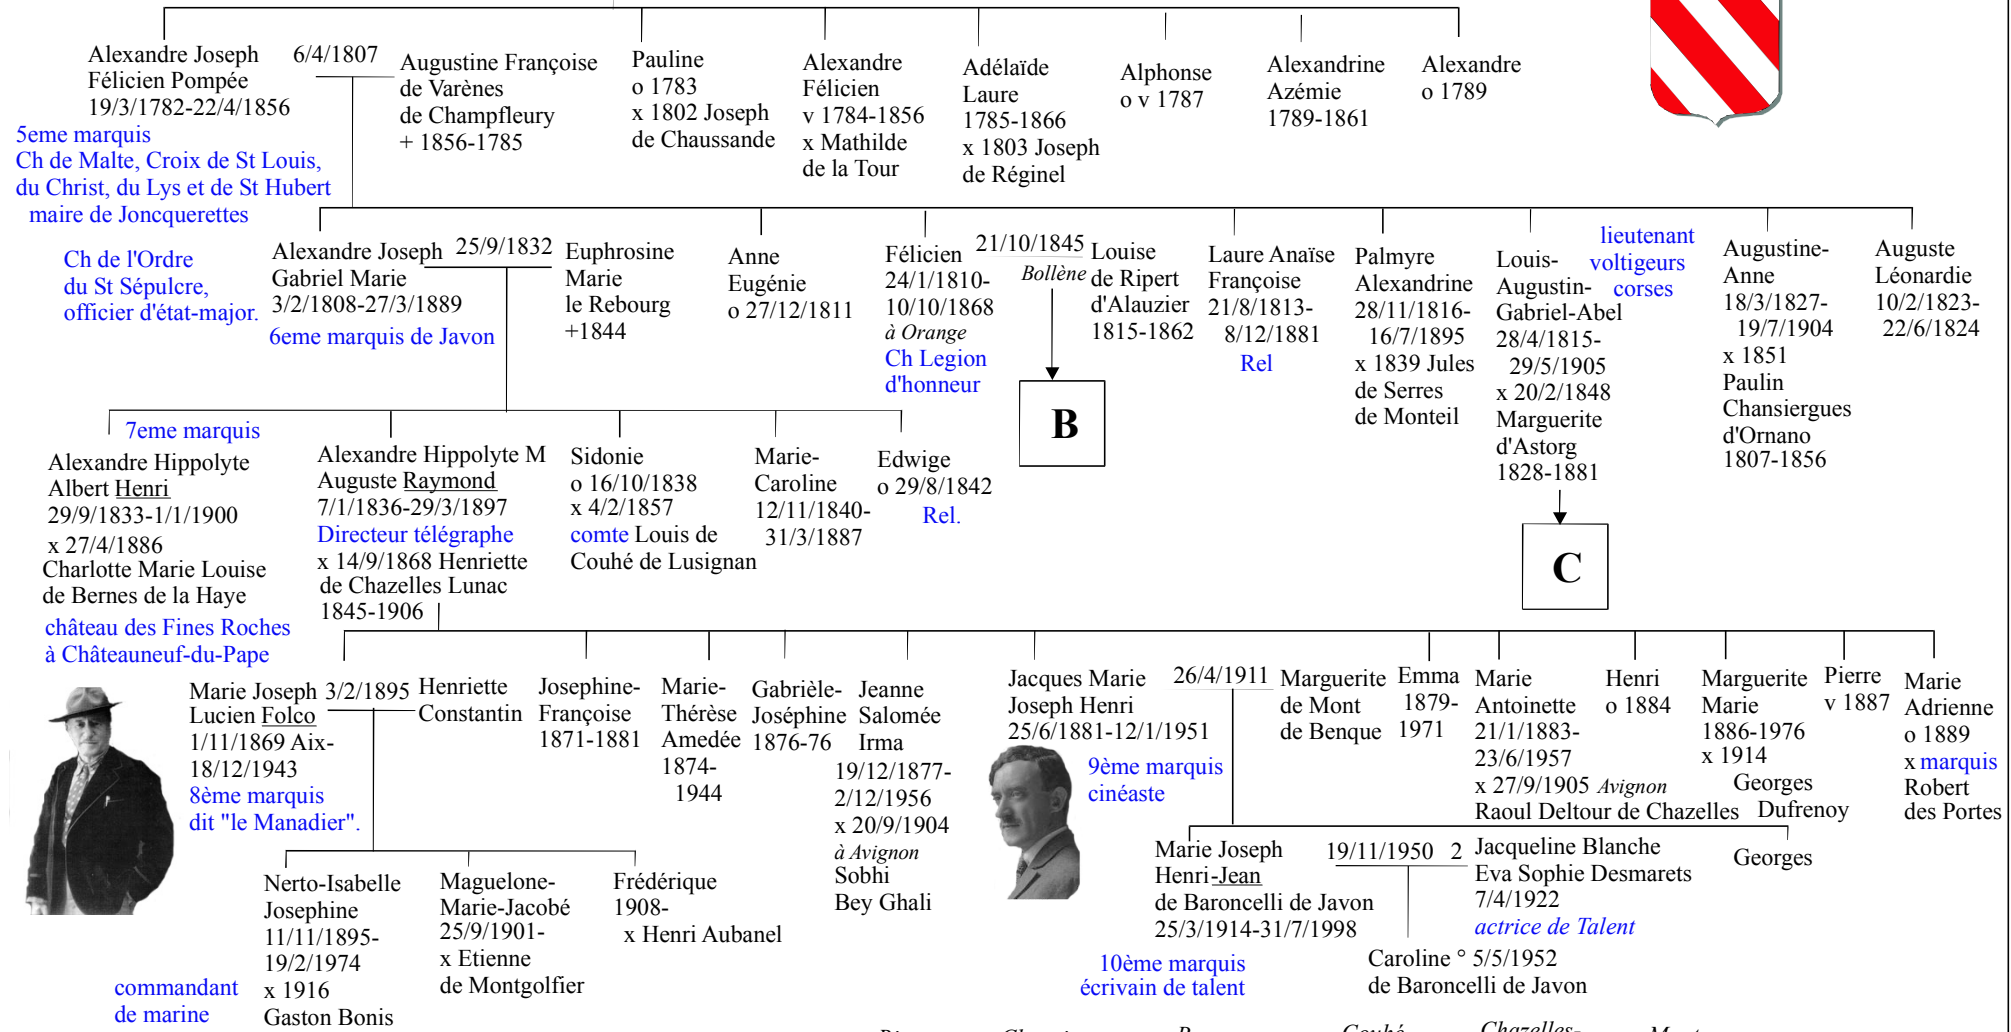 Alexandre Joseph
Félicien Pompée
19/3/1782-22/4/1856
5eme marquis
Ch de Malte, Croix de St Louis,
du Christ, du Lys et de St Hubert
maire de Joncquerettes
6/4/1807
Augustine Françoise
de Varènes
de Champfleury
+ 1856-1785
Pauline
o 1783
x 1802 Joseph
de Chaussande
Alexandre
Félicien
v 1784-1856
x Mathilde
de la Tour
Adélaïde
Laure
1785-1866
x 1803 Joseph
de Réginel
Alphonse
o v 1787
Alexandrine
Azémie
1789-1861
Alexandre
o 1789
Ch de l'Ordre
du St Sépulcre,
officier d'état-major.
Alexandre Joseph
Gabriel Marie
3/2/1808-27/3/1889
6eme marquis de Javon
25/9/1832
Euphrosine
Marie
le Rebourg
+1844
Anne
Eugénie
o 27/12/1811
Félicien
24/1/1810-
10/10/1868
à Orange
Ch Legion
d'honneur
21/10/1845
Bollène
Louise
de Ripert
d'Alauzier
1815-1862
B
Laure Anaïse
Françoise
21/8/1813-
8/12/1881
Rel
Palmyre
Alexandrine
28/11/1816-
16/7/1895
x 1839 Jules
de Serres
de Monteil
Louis-
Augustin-
Gabriel-Abel
28/4/1815-
29/5/1905
x 20/2/1848
Marguerite
d'Astorg
1828-1881
lieutenant
voltigeurs
corses
C
Augustine-
Anne
18/3/1827-
19/7/1904
x 1851
Paulin
Chansiergues
d'Ornano
1807-1856
Auguste
Léonardie
10/2/1823-
22/6/1824
7eme marquis
Alexandre Hippolyte
Albert Henri
29/9/1833-1/1/1900
x 27/4/1886
Charlotte Marie Louise
de Bernes de la Haye
château des Fines Roches
à Châteauneuf-du-Pape
Alexandre Hippolyte M
Auguste Raymond
7/1/1836-29/3/1897
Directeur télégraphe
x 14/9/1868 Henriette
de Chazelles Lunac
1845-1906
Sidonie
o 16/10/1838
x 4/2/1857
comte Louis de
Couhé de Lusignan
Marie-
Caroline
12/11/1840-
31/3/1887
Edwige
o 29/8/1842
Rel.
Marie Joseph
Lucien Folco
1/11/1869 Aix-
18/12/1943
8ème marquis
dit "le Manadier".
3/2/1895
Henriette
Constantin
Josephine-
Françoise
1871-1881
Marie-
Thérèse
Amedée
1874-
1944
Gabrièle-
Joséphine
1876-76
Jeanne
Salomée
Irma
19/12/1877-
2/12/1956
x 20/9/1904
à Avignon
Sobhi
Bey Ghali
Jacques Marie
Joseph Henri
25/6/1881-12/1/1951
9ème marquis
cinéaste
26/4/1911
Marguerite
de Mont
de Benque
Emma
1879-
1971
Marie
Antoinette
21/1/1883-
23/6/1957
x 27/9/1905 Avignon
Raoul Deltour de Chazelles
Henri
o 1884
Marguerite
Marie
1886-1976
x 1914
Georges
Dufrenoy
Pierre
v 1887
Marie
Adrienne
o 1889
x marquis
Robert
des Portes
Nerto-Isabelle
Josephine
11/11/1895-
19/2/1974
x 1916
Gaston Bonis
commandant
de marine
Maguelone-
Marie-Jacobé
25/9/1901-
x Etienne
de Montgolfier
Frédérique
1908-
x Henri Aubanel
Marie Joseph
Henri-Jean
de Baroncelli de Javon
25/3/1914-31/7/1998
10ème marquis
écrivain de talent
19/11/1950 2
Jacqueline Blanche
Eva Sophie Desmarets
7/4/1922
actrice de Talent
Georges
Caroline ° 5/5/1952
de Baroncelli de Javon